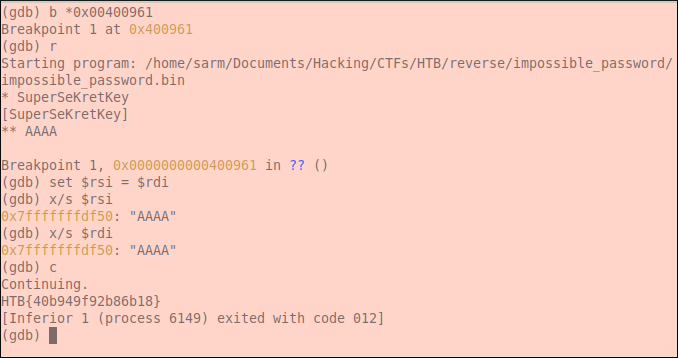 (gdb) b *0x00400961
Breakpoint 1 at 0x400961
(gdb) r
Starting program: /home/sarm/Documents/Hacking/CTFs/HTB/reverse/impossible_password/
impossible_password.bin
* SuperSeKretKey
[SuperSeKretKey]
** AAAA
Breakpoint 1, 0x0000000000400961 in ?? ()
(gdb) set $rsi = $rdi
(gdb) x/s $rsi
0x7fffffffdf50: "AAAA"
(gdb) x/s $rdi
0x7fffffffdf50: "AAAA"
(gdb) c
Continuing.
HTB{40b949f92b86b18}
[Inferior 1 (process 6149) exited with code 012]
(gdb)